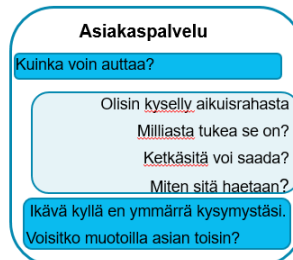 Asiakaspalvelu
Kuinka voin auttaa?
Olisin kyselly aikuisrahasta
Milliasta tukea se on?
Ketkäsitä voi saada?
Miten sitä haetaan?
Ikävä kyllä en ymmärrä kysymystäsi.
Voisitko muotoilla asian toisin?